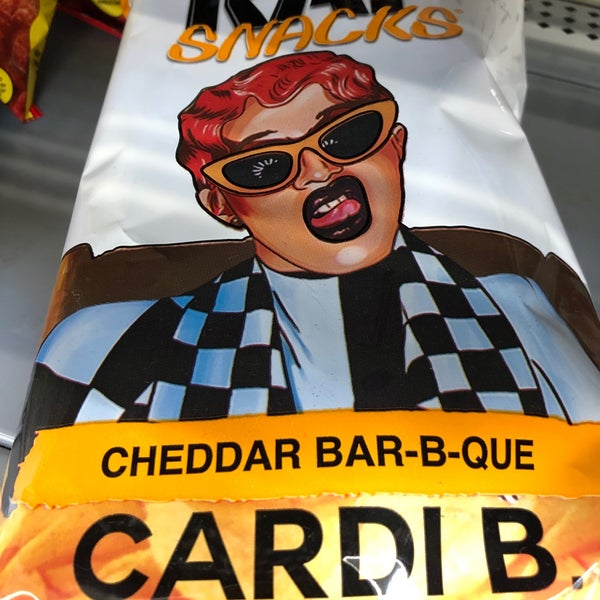 SNACKS
CHEDDAR BAR-B-QUE
CARDI B.